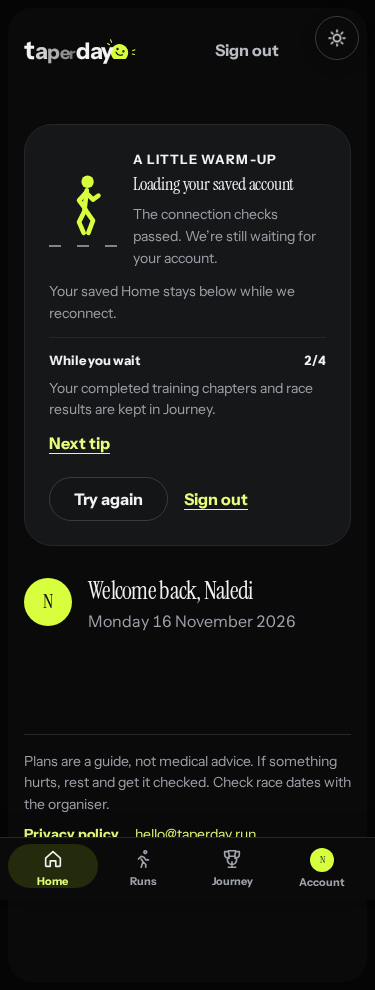 taperday
Sign out
A LITTLE WARM-UP
Loading your saved account
The connection checks
passed. We're still waiting for
your account.
Your saved Home stays below while we
reconnect.
While you wait 2/4
Your completed training chapters and race
results are kept in Journey.
Next tip
Try again Sign out
N
Welcome back, Naledi
Monday 16 November 2026
Plans are a guide, not medical advice. If something
hurts, rest and get it checked. Check race dates with
the organiser.
Privacy policy hello@taperday.run
N
Home Runs Journey Account